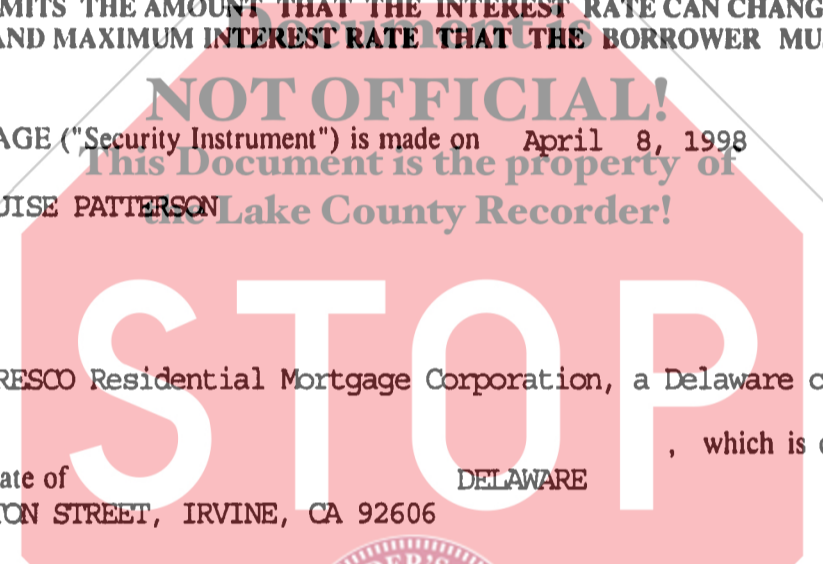 MITS THE AMOUNT THAT THE INTEREST RATE CAN CHANG
AND MAXIMUM INTEREST RATE THAT THE BORROWER MU
Document is
NOT OFFICIAL!
AGE ("Security Instrument") is made on April 8, 1998
This Document is the property of
UISE PATTERSON
the Lake County Recorder!
STOP
RESCO Residential Mortgage Corporation, a Delaware c
, which is
ate of DELAWARE
TON STREET, IRVINE, CA 92606